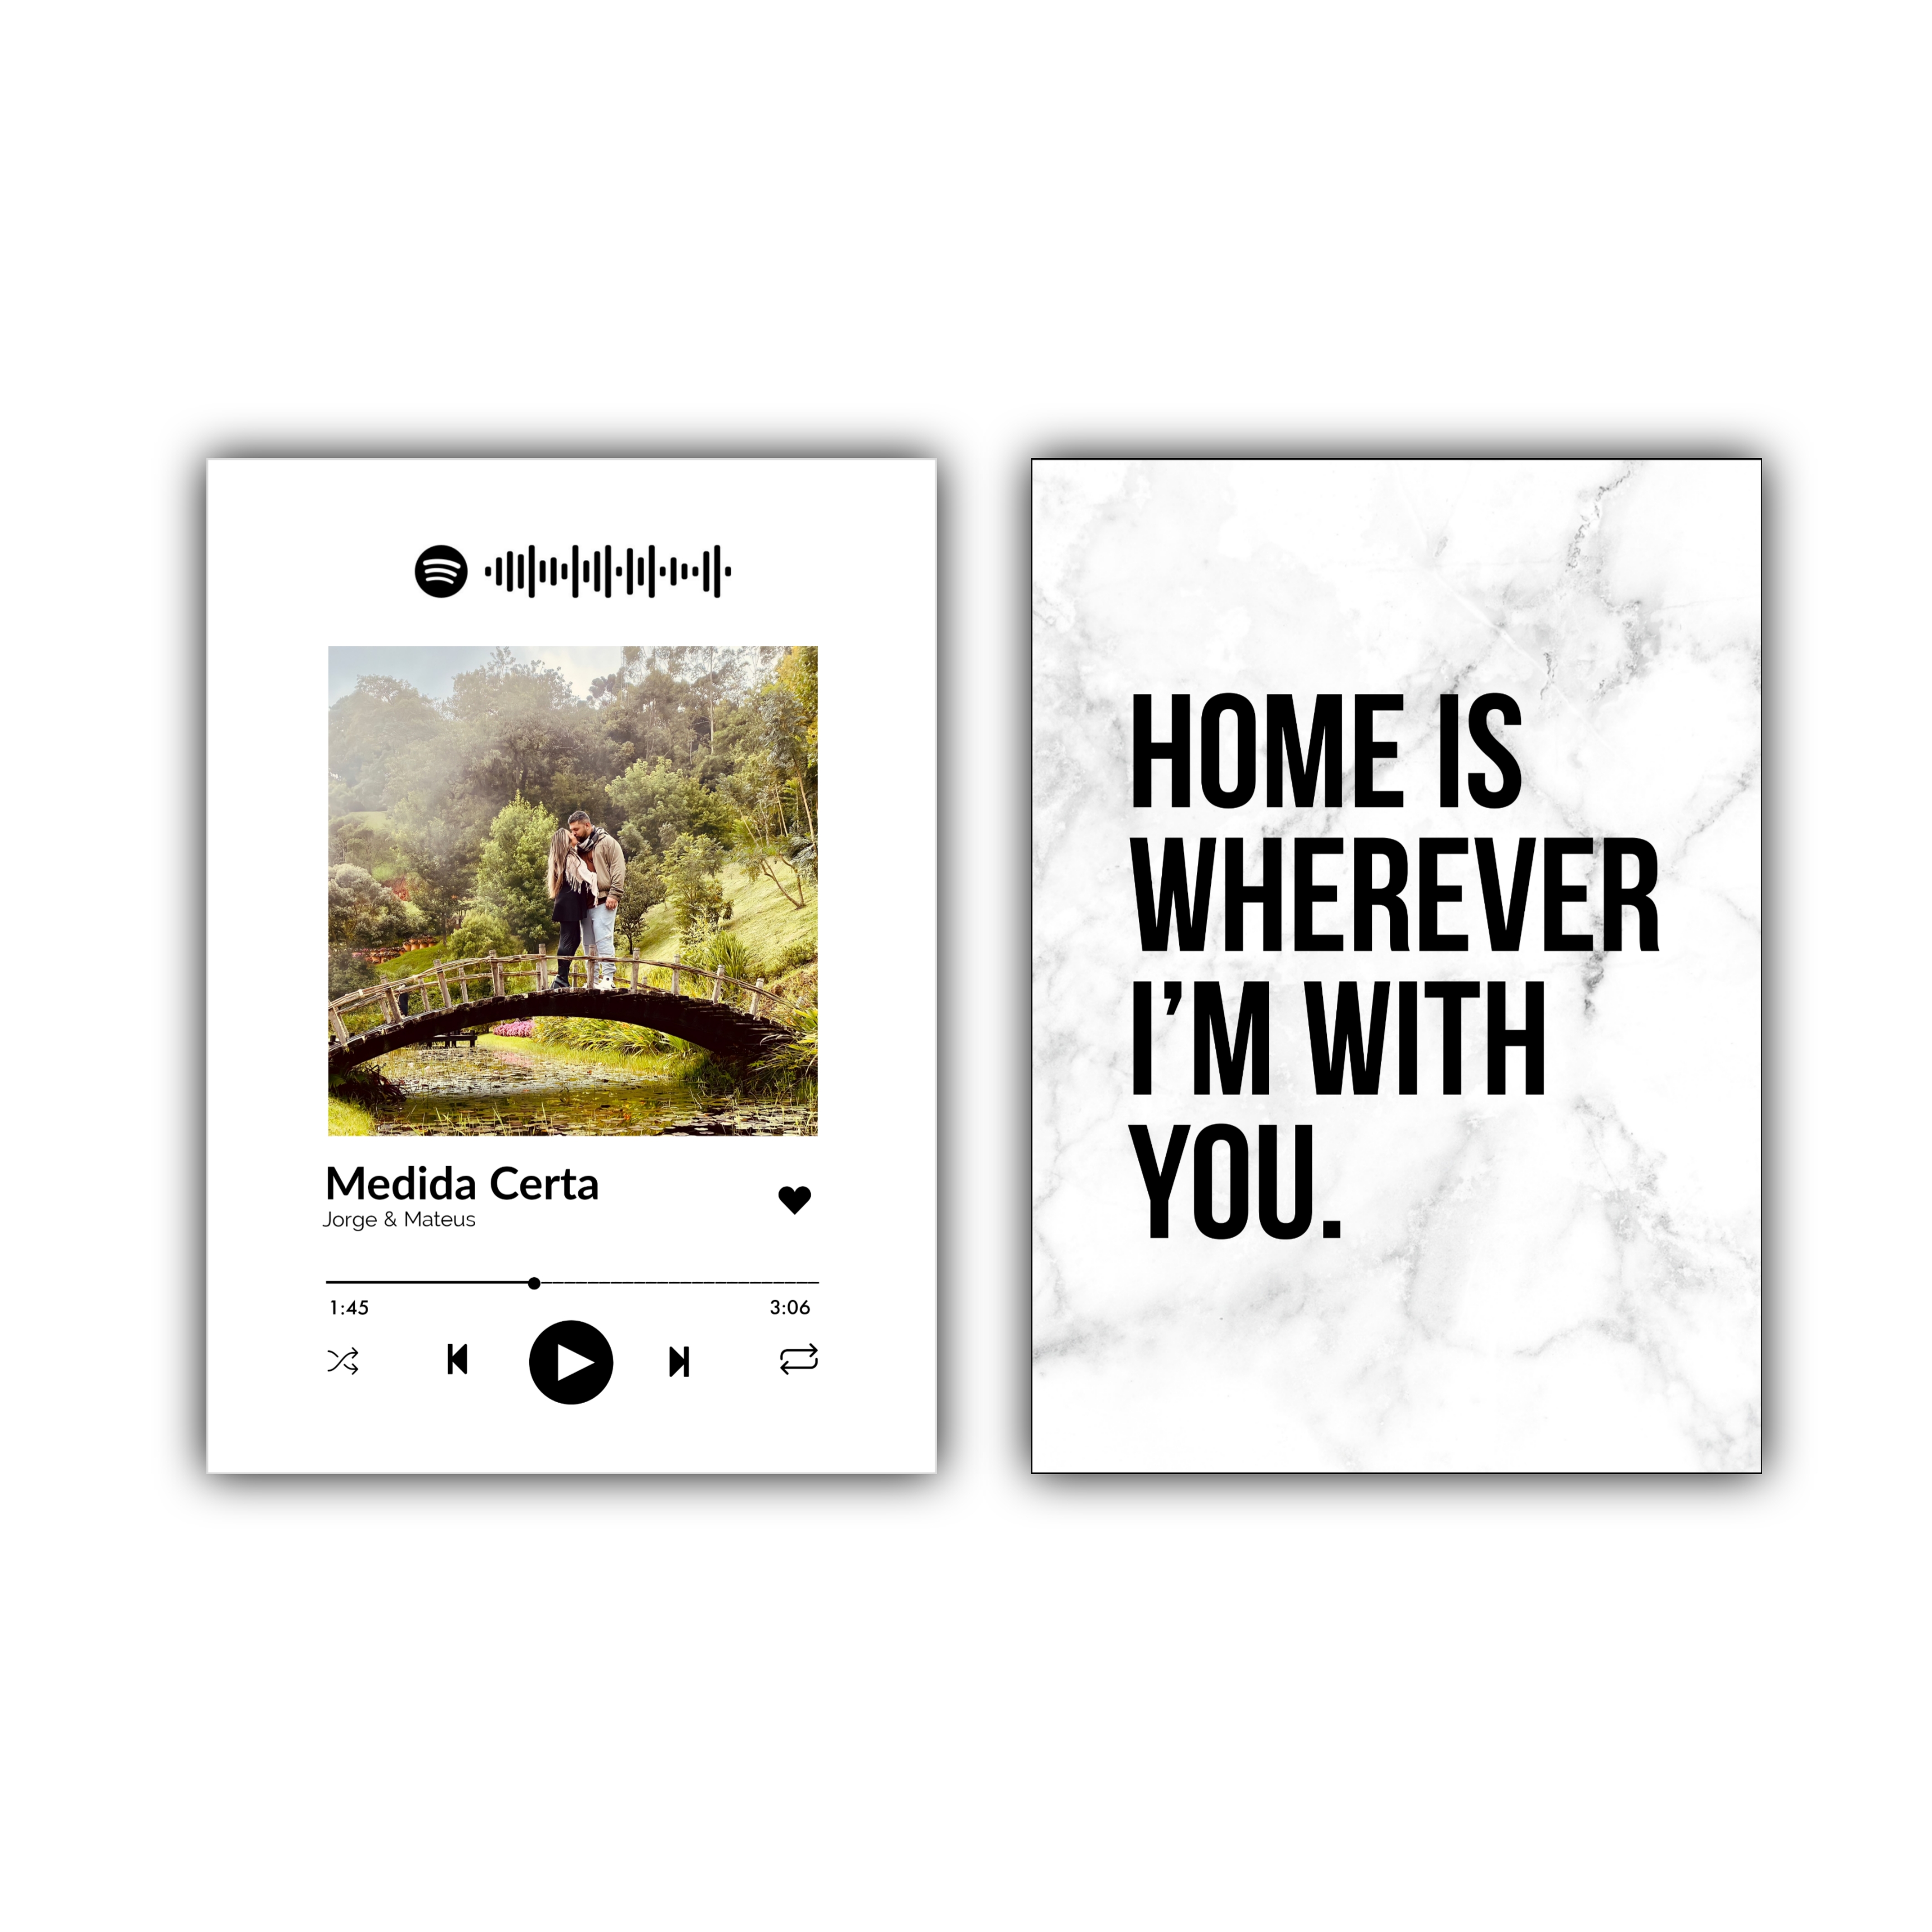 Medida Certa
Jorge & Mateus
1:45
3:06
HOME IS
WHEREVER
I'M WITH
YOU.